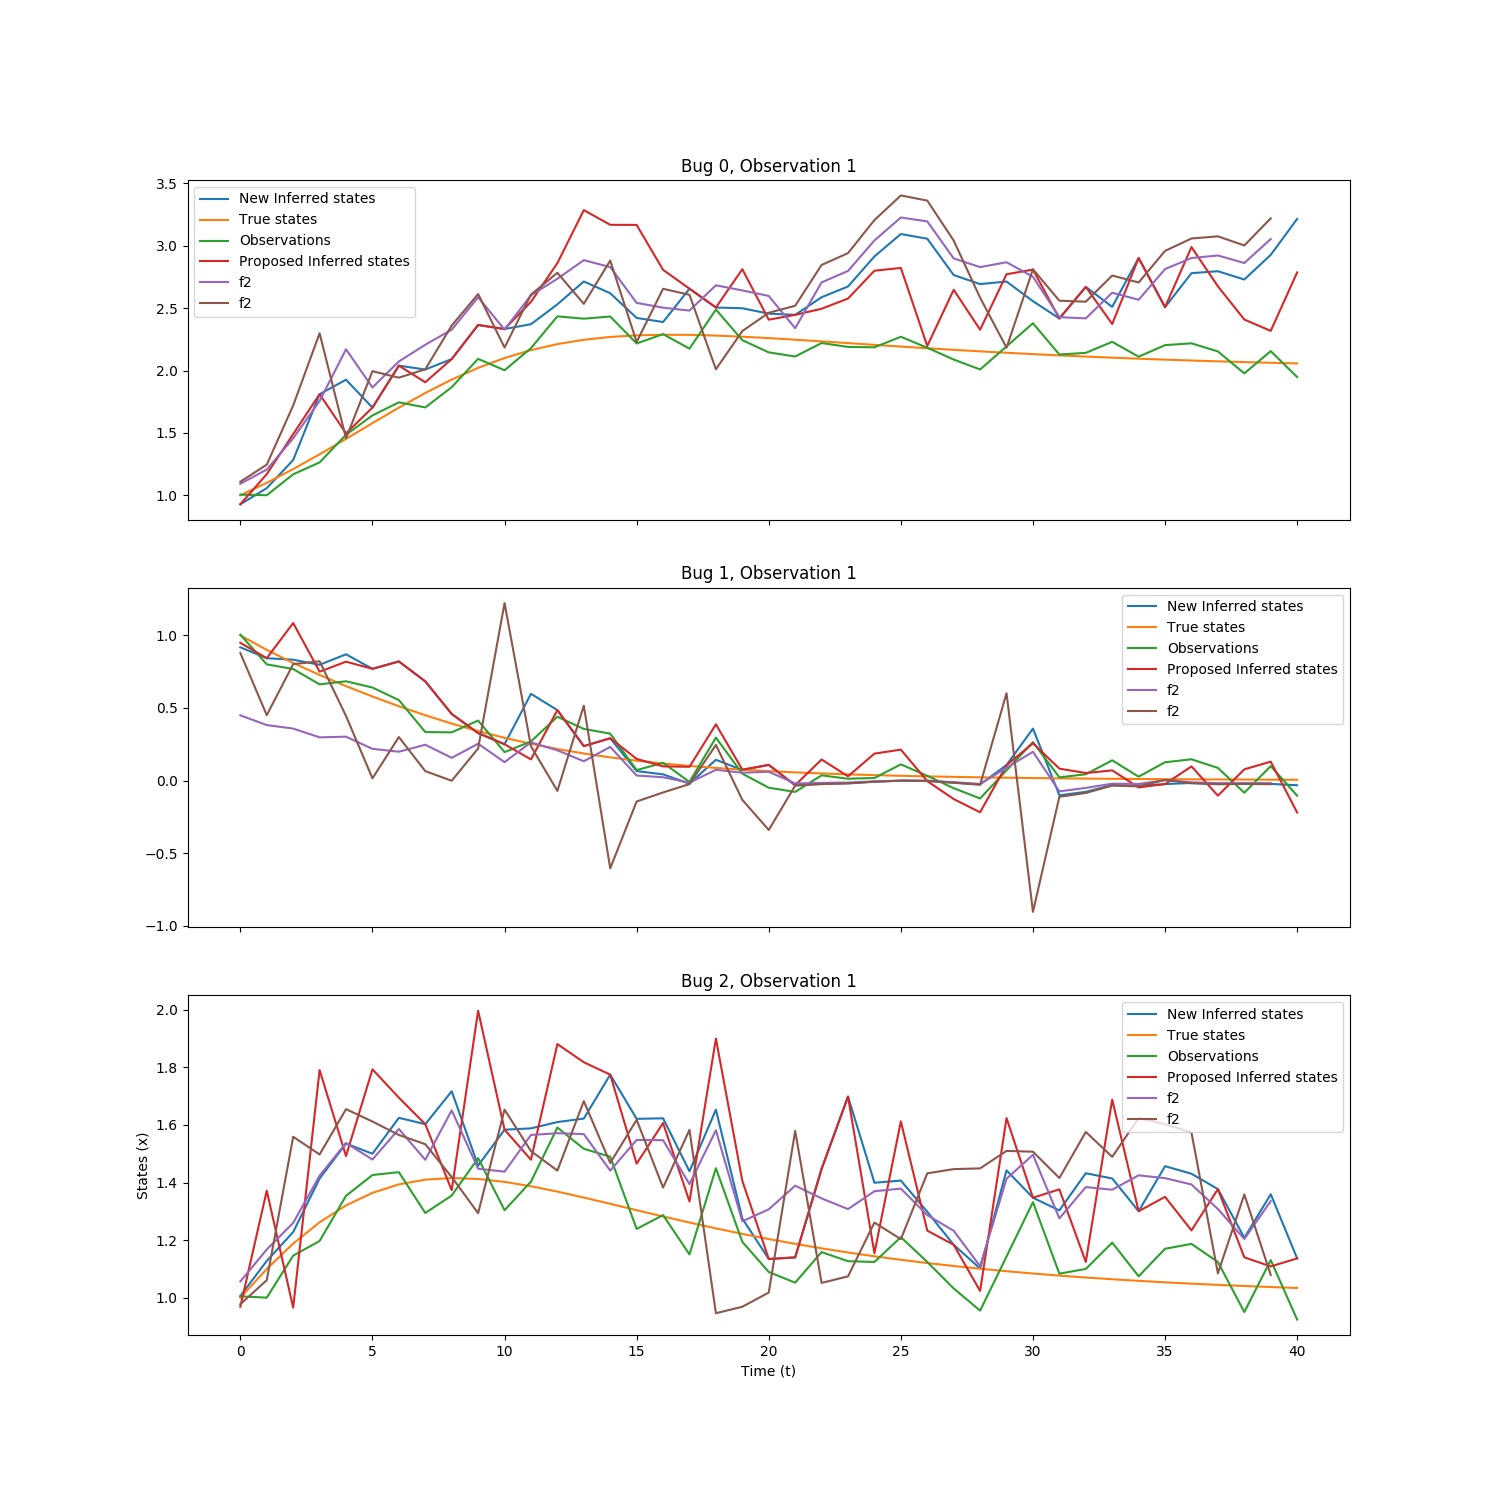 Bug 0, Observation 1
3.5
3.0
2.5
2.0
1.5
1.0
New Inferred states
True states
Observations
Proposed Inferred states
f2
f2
Bug 1, Observation 1
1.0
0.5
0.0
−0.5
−1.0
New Inferred states
True states
Observations
Proposed Inferred states
f2
f2
Bug 2, Observation 1
2.0
1.8
1.6
1.4
1.2
1.0
States (x)
New Inferred states
True states
Observations
Proposed Inferred states
f2
f2
0 5 10 15 20 25 30 35 40
Time (t)